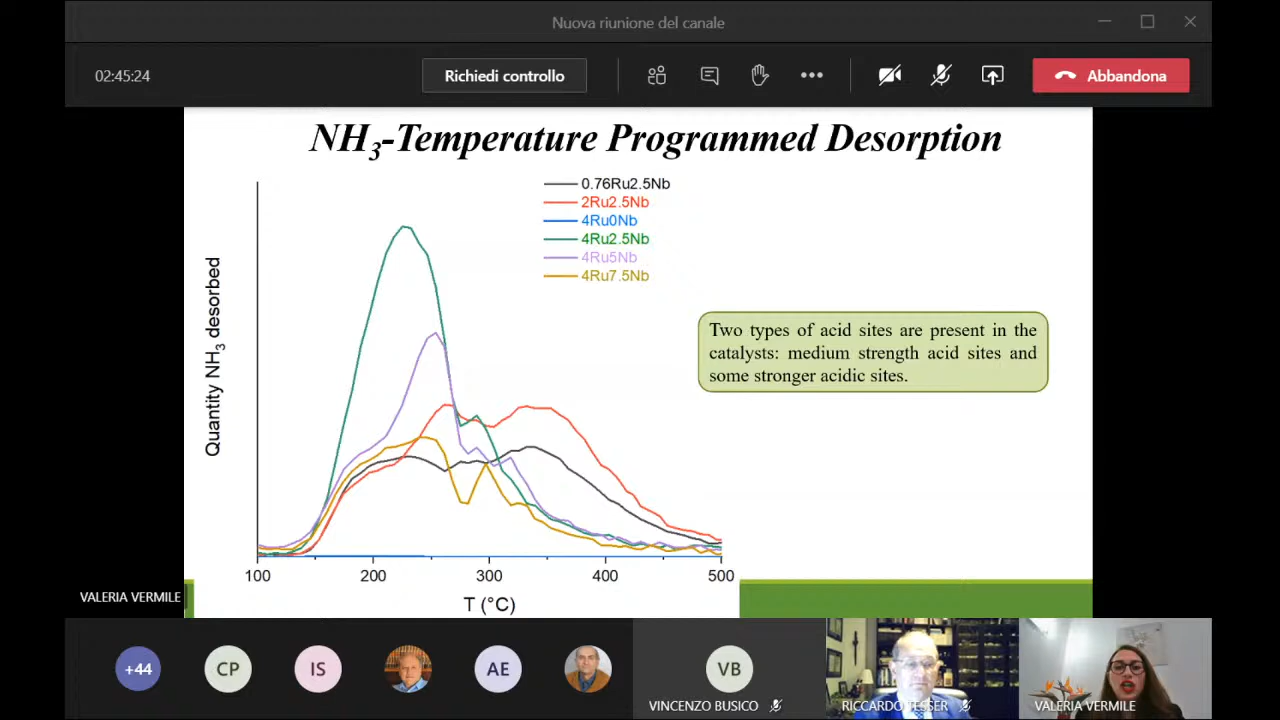 Nuova riunione del canale
02:45:24
Richiedi controllo
Abbandona
NH3-Temperature Programmed Desorption
0.76Ru2.5Nb
2Ru2.5Nb
4Ru0Nb
4Ru2.5Nb
4Ru5Nb
4Ru7.5Nb
Quantity NH3 desorbed
Two types of acid sites are present in the
catalysts: medium strength acid sites and
some stronger acidic sites.
100 200 300 400 500
T (°C)
VALERIA VERMILE
+44
CP
IS
AE
VB
VINCENZO BUSICO
RICCARDO TESSER
VALERIA VERMILE